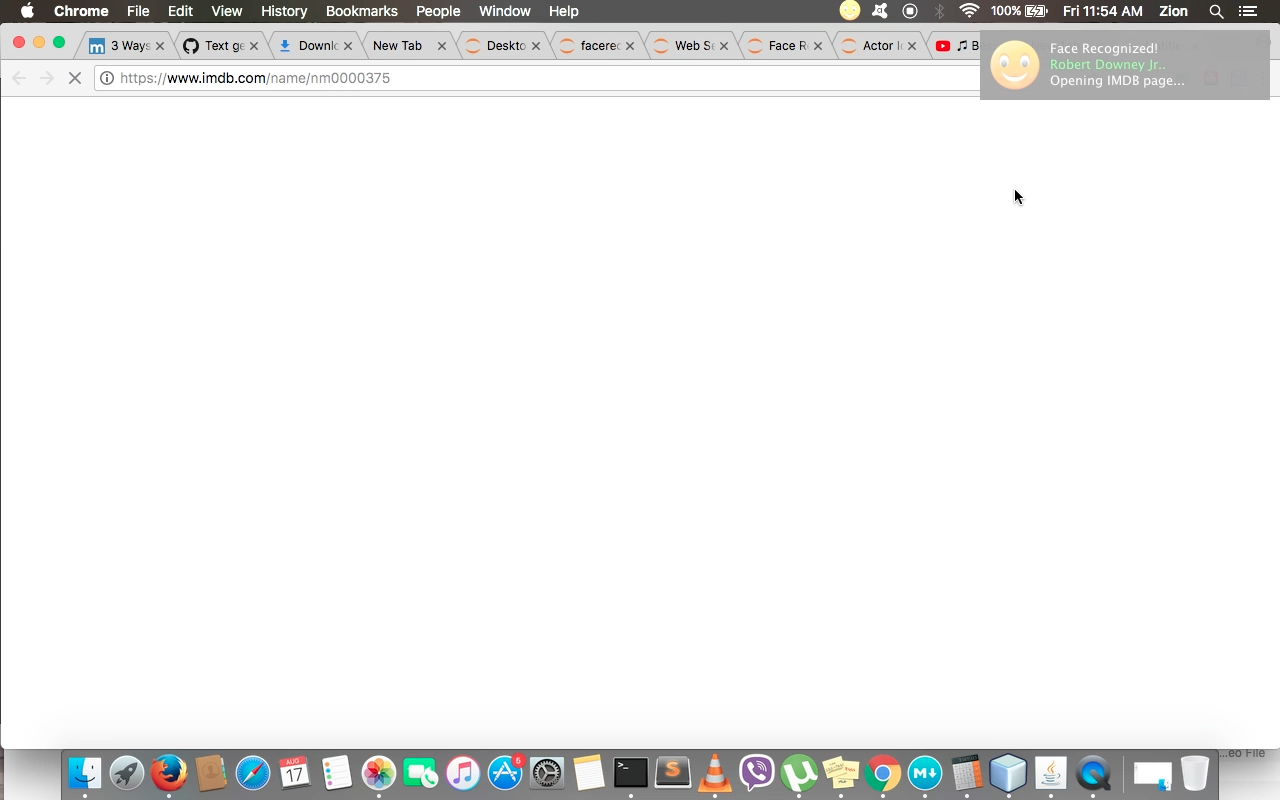 Chrome File Edit View History Bookmarks People Window Help 100% Fri 11:54 AM Zion
3 Ways Text ge Downlo New Tab Deskto facerec Web Se Face R Actor I
https://www.imdb.com/name/nm0000375
Face Recognized!
Robert Downey Jr..
Opening IMDB page...
...eo File
AUG
17
6